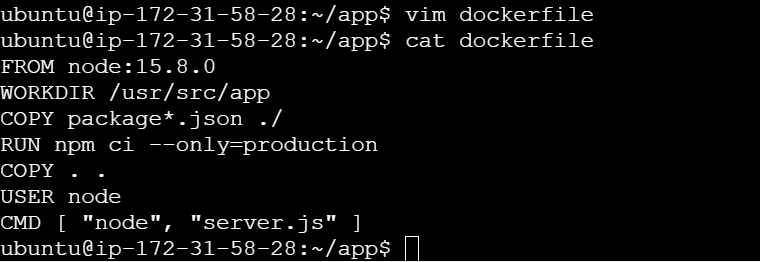 ubuntu@ip-172-31-58-28:~/app$ vim dockerfile
ubuntu@ip-172-31-58-28:~/app$ cat dockerfile
FROM node:15.8.0
WORKDIR /usr/src/app
COPY package*.json ./
RUN npm ci --only=production
COPY . .
USER node
CMD [ "node", "server.js" ]
ubuntu@ip-172-31-58-28:~/app$